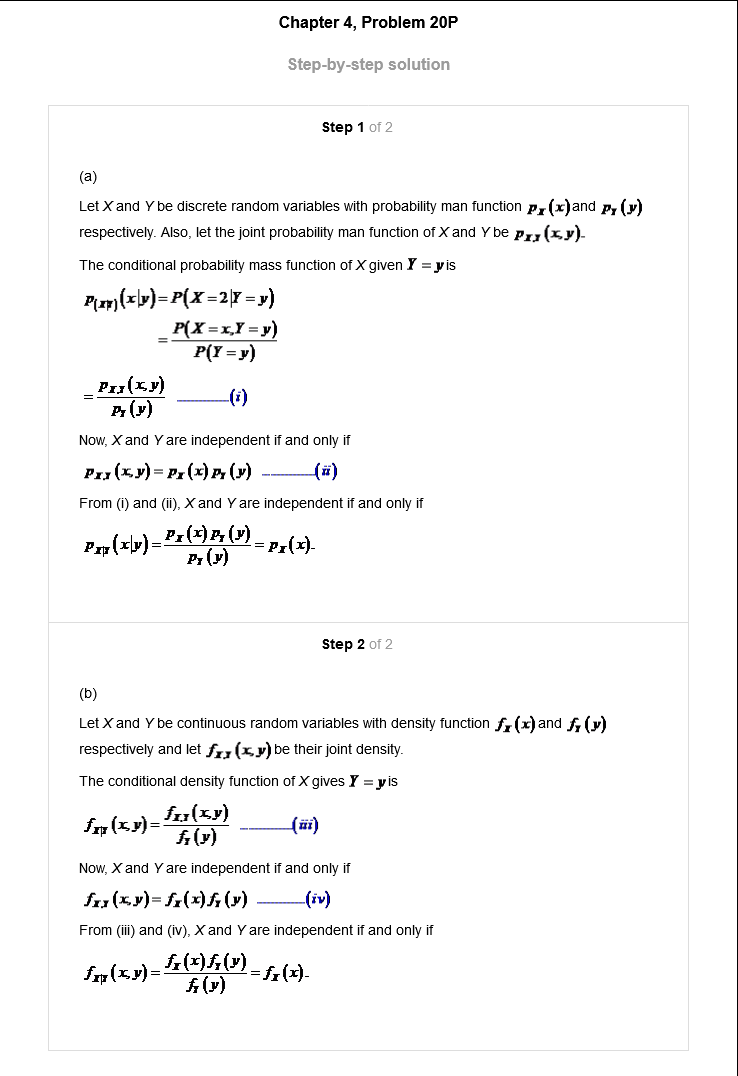 Chapter 4, Problem 20P
Step-by-step solution
Step 1 of 2
(a)
Let X and Y be discrete random variables with probability man function p_X(x) and p_Y(y)
respectively. Also, let the joint probability man function of X and Y be p_{X,Y}(x,y).
The conditional probability mass function of X given Y = y is
p_{(X|Y)}(x|y) = P(X = 2|Y = y)
= P(X = x, Y = y) / P(Y = y)
= p_{X,Y}(x,y) / p_Y(y) ______(i)
Now, X and Y are independent if and only if
p_{X,Y}(x,y) = p_X(x) p_Y(y) ______(ii)
From (i) and (ii), X and Y are independent if and only if
p_{X|Y}(x|y) = p_X(x) p_Y(y) / p_Y(y) = p_X(x).
Step 2 of 2
(b)
Let X and Y be continuous random variables with density function f_X(x) and f_Y(y)
respectively and let f_{X,Y}(x,y) be their joint density.
The conditional density function of X gives Y = y is
f_{X|Y}(x,y) = f_{X,Y}(x,y) / f_Y(y) ______(iii)
Now, X and Y are independent if and only if
f_{X,Y}(x,y) = f_X(x) f_Y(y) ______(iv)
From (iii) and (iv), X and Y are independent if and only if
f_{X|Y}(x,y) = f_X(x) f_Y(y) / f_Y(y) = f_X(x).